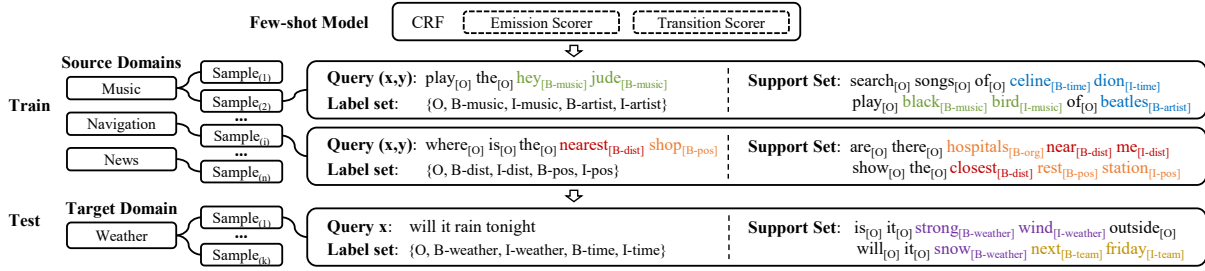 Few-shot Model CRF Emission Scorer Transition Scorer
Source Domains
Train
Music
Navigation
News
Sample(1)
Sample(2)
...
Sample(i)
...
Sample(n)
Query (x,y): play[O] the[O] hey[B-music] jude[B-music]
Label set: {O, B-music, I-music, B-artist, I-artist}
Support Set: search[O] songs[O] of[O] celine[B-time] dion[I-time]
play[O] black[B-music] bird[I-music] of[O] beatles[B-artist]
Query (x,y): where[O] is[O] the[O] nearest[B-dist] shop[B-pos]
Label set: {O, B-dist, I-dist, B-pos, I-pos}
Support Set: are[O] there[O] hospitals[B-org] near[B-dist] me[I-dist]
show[O] the[O] closest[B-dist] rest[B-pos] station[I-pos]
Test
Target Domain
Weather
Sample(1)
...
Sample(k)
Query x: will it rain tonight
Label set: {O, B-weather, I-weather, B-time, I-time}
Support Set: is[O] it[O] strong[B-weather] wind[I-weather] outside[O]
will[O] it[O] snow[B-weather] next[B-team] friday[I-team]